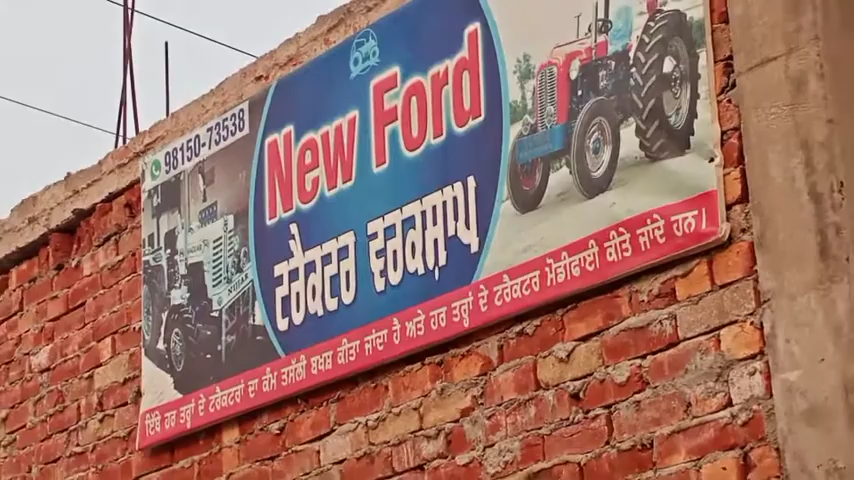 98150-73538
New Ford
ਟਰੈਕਟਰ ਵਰਕਸ਼ਾਪ
ਇੱਥੇ ਹਰ ਤਰ੍ਹਾਂ ਦੇ ਟਰੈਕਟਰਾਂ ਦਾ ਕੰਮ ਤਸੱਲੀ ਬਖਸ਼ ਕੀਤਾ ਜਾਂਦਾ ਹੈ ਅਤੇ ਹਰ ਤਰ੍ਹਾਂ ਦੇ ਟਰੈਕਟਰ ਮੋਡੀਫਾਈ ਕੀਤੇ ਜਾਂਦੇ ਹਨ ।